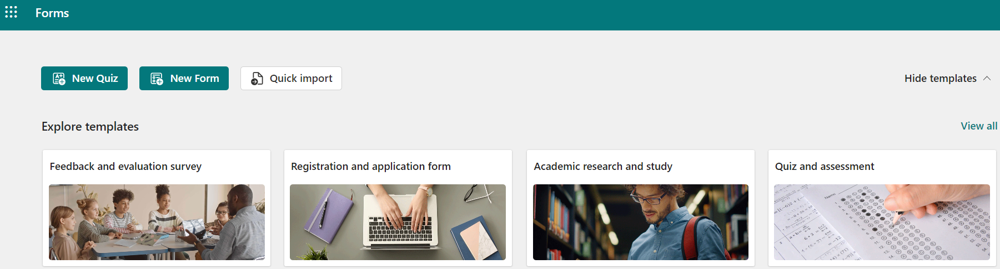 Forms
New Quiz
New Form
Quick import
Hide templates
Explore templates
View all
Feedback and evaluation survey
Registration and application form
Academic research and study
Quiz and assessment
Name